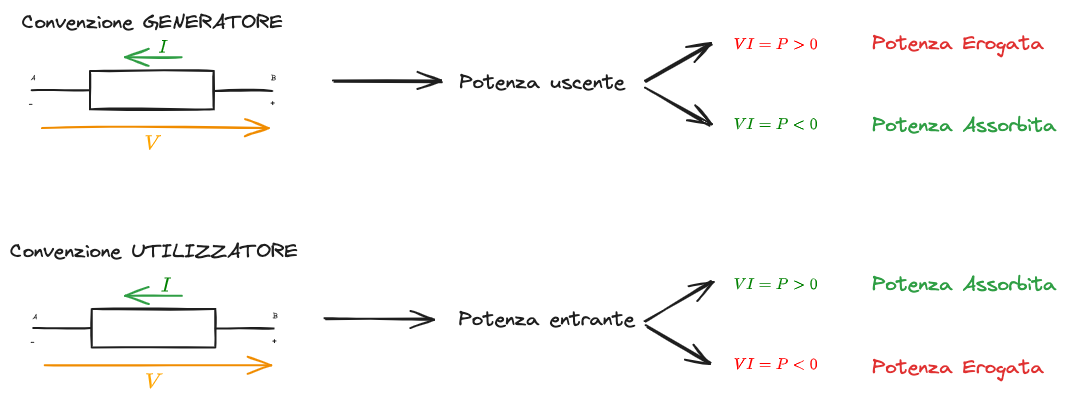 Convenzione GENERATORE
I
A
B
-
+
V
Potenza uscente
VI = P > 0
Potenza Erogata
VI = P < 0
Potenza Assorbita
Convenzione UTILIZZATORE
I
A
B
-
+
V
Potenza entrante
VI = P > 0
Potenza Assorbita
VI = P < 0
Potenza Erogata